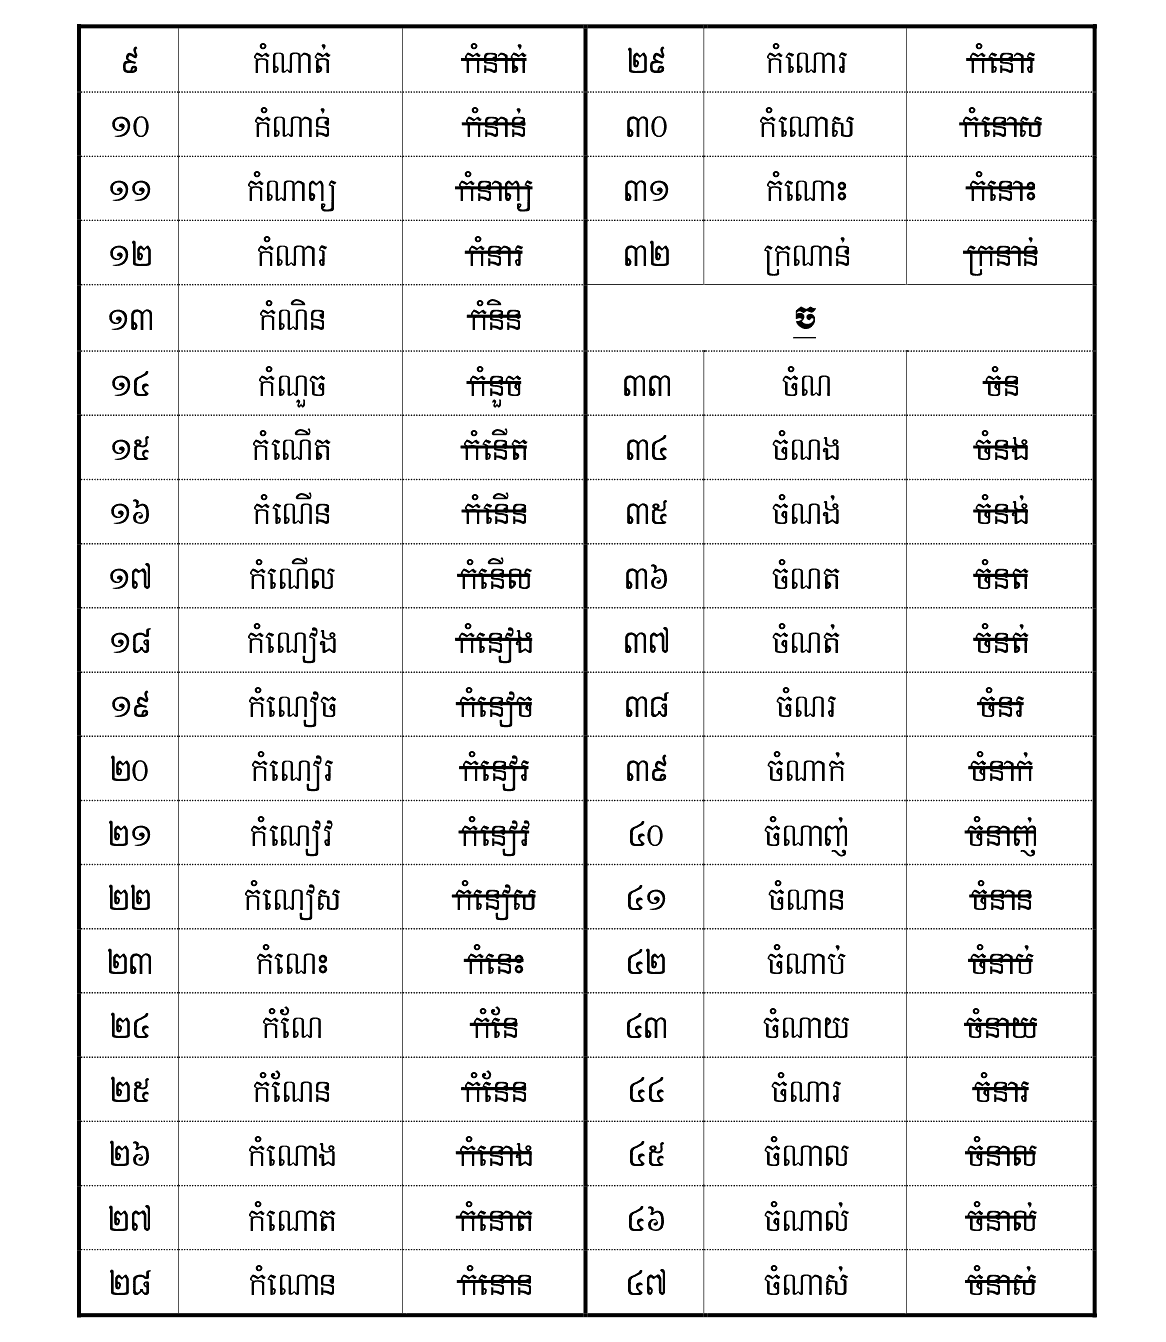 ៩ កំណាត់ កំនាត់ ២៩ កំណោរ កំនោរ
១០ កំណាន់ កំនាន់ ៣០ កំណោស កំនោស
១១ កំណាព្យ កំនាព្យ ៣១ កំណោះ កំនោះ
១២ កំណារ កំនារ ៣២ ក្រណាន់ ក្រនាន់
១៣ កំណិន កំនិន ច
១៤ កំណួច កំនួច ៣៣ ចំណ ចំន
១៥ កំណើត កំនើត ៣៤ ចំណង ចំនង
១៦ កំណើន កំនើន ៣៥ ចំណង់ ចំនង់
១៧ កំណើល កំនើល ៣៦ ចំណត ចំនត
១៨ កំណៀង កំនៀង ៣៧ ចំណត់ ចំនត់
១៩ កំណៀច កំនៀច ៣៨ ចំណរ ចំនរ
២០ កំណៀរ កំនៀរ ៣៩ ចំណាក់ ចំនាក់
២១ កំណៀវ កំនៀវ ៤០ ចំណាញ់ ចំនាញ់
២២ កំណៀស កំនៀស ៤១ ចំណាន ចំនាន
២៣ កំណេះ កំនេះ ៤២ ចំណាប់ ចំនាប់
២៤ កំណែ កំនែ ៤៣ ចំណាយ ចំនាយ
២៥ កំណែន កំនែន ៤៤ ចំណារ ចំនារ
២៦ កំណោង កំនោង ៤៥ ចំណាល ចំនាល
២៧ កំណោត កំនោត ៤៦ ចំណាល់ ចំនាល់
២៨ កំណោន កំនោន ៤៧ ចំណាស់ ចំនាស់